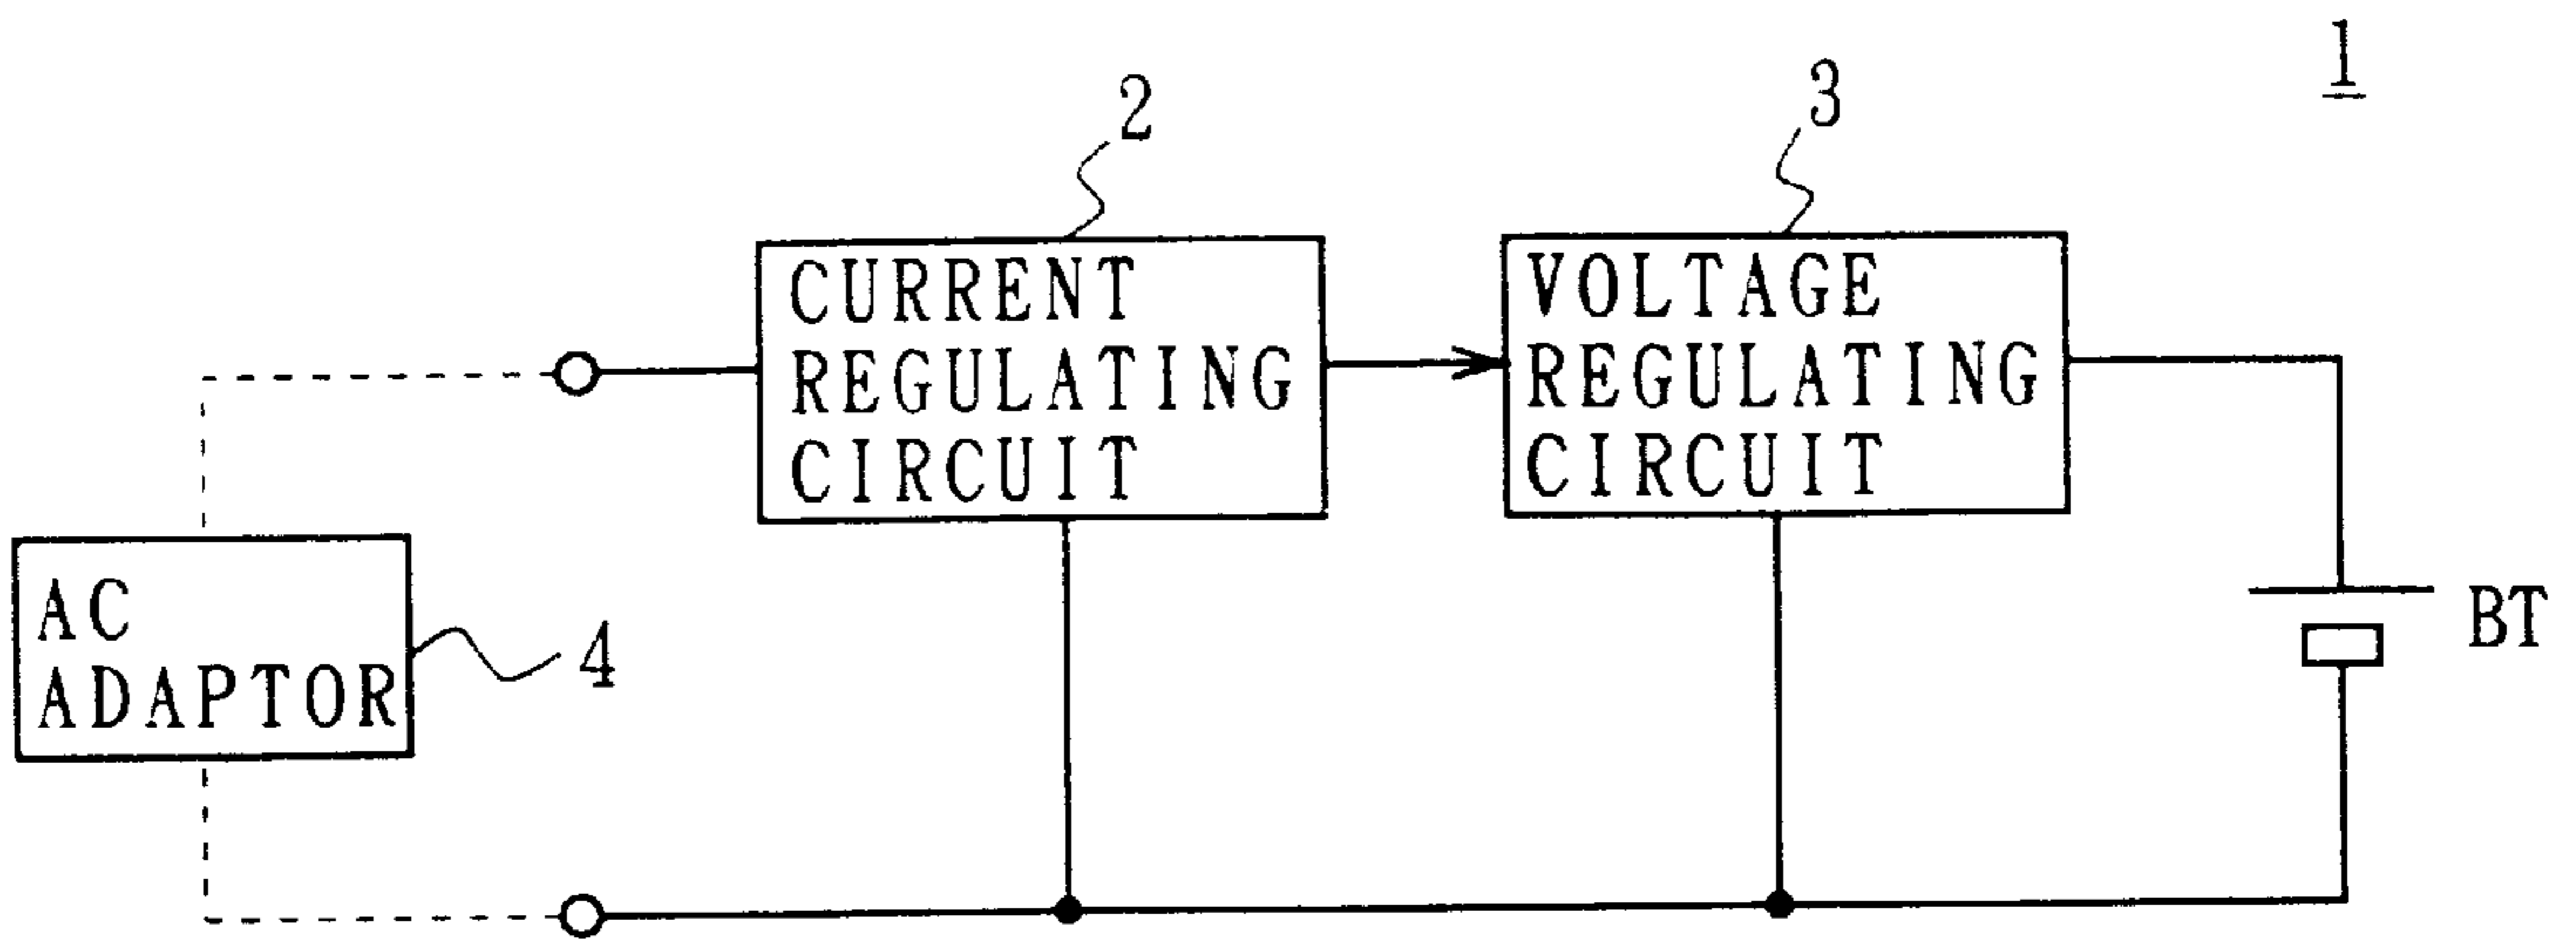 1
2
3
CURRENT
REGULATING
CIRCUIT
VOLTAGE
REGULATING
CIRCUIT
AC
ADAPTOR
4
BT